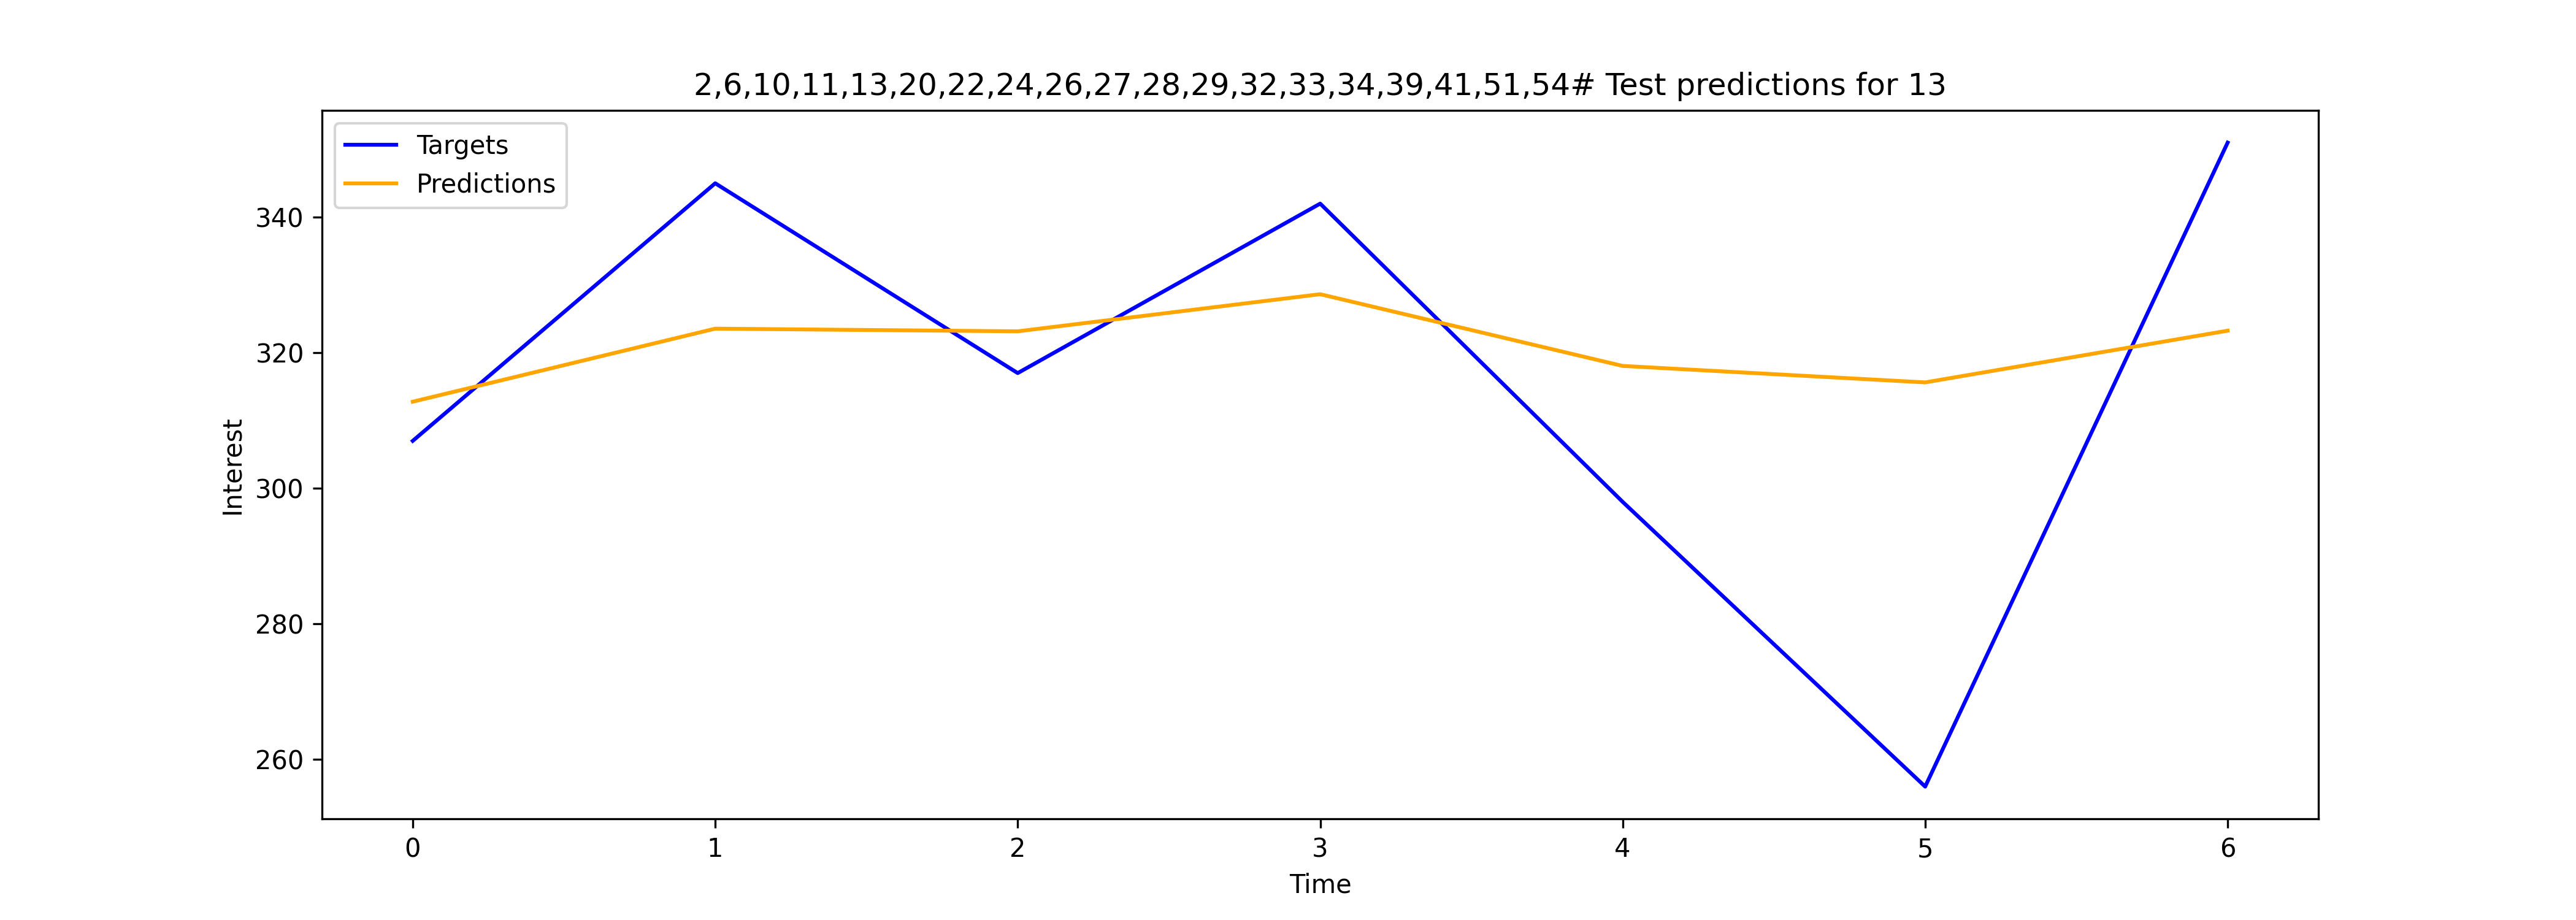 2,6,10,11,13,20,22,24,26,27,28,29,32,33,34,39,41,51,54# Test predictions for 13
Targets
Predictions
Interest
340
320
300
280
260
0 1 2 3 4 5 6
Time